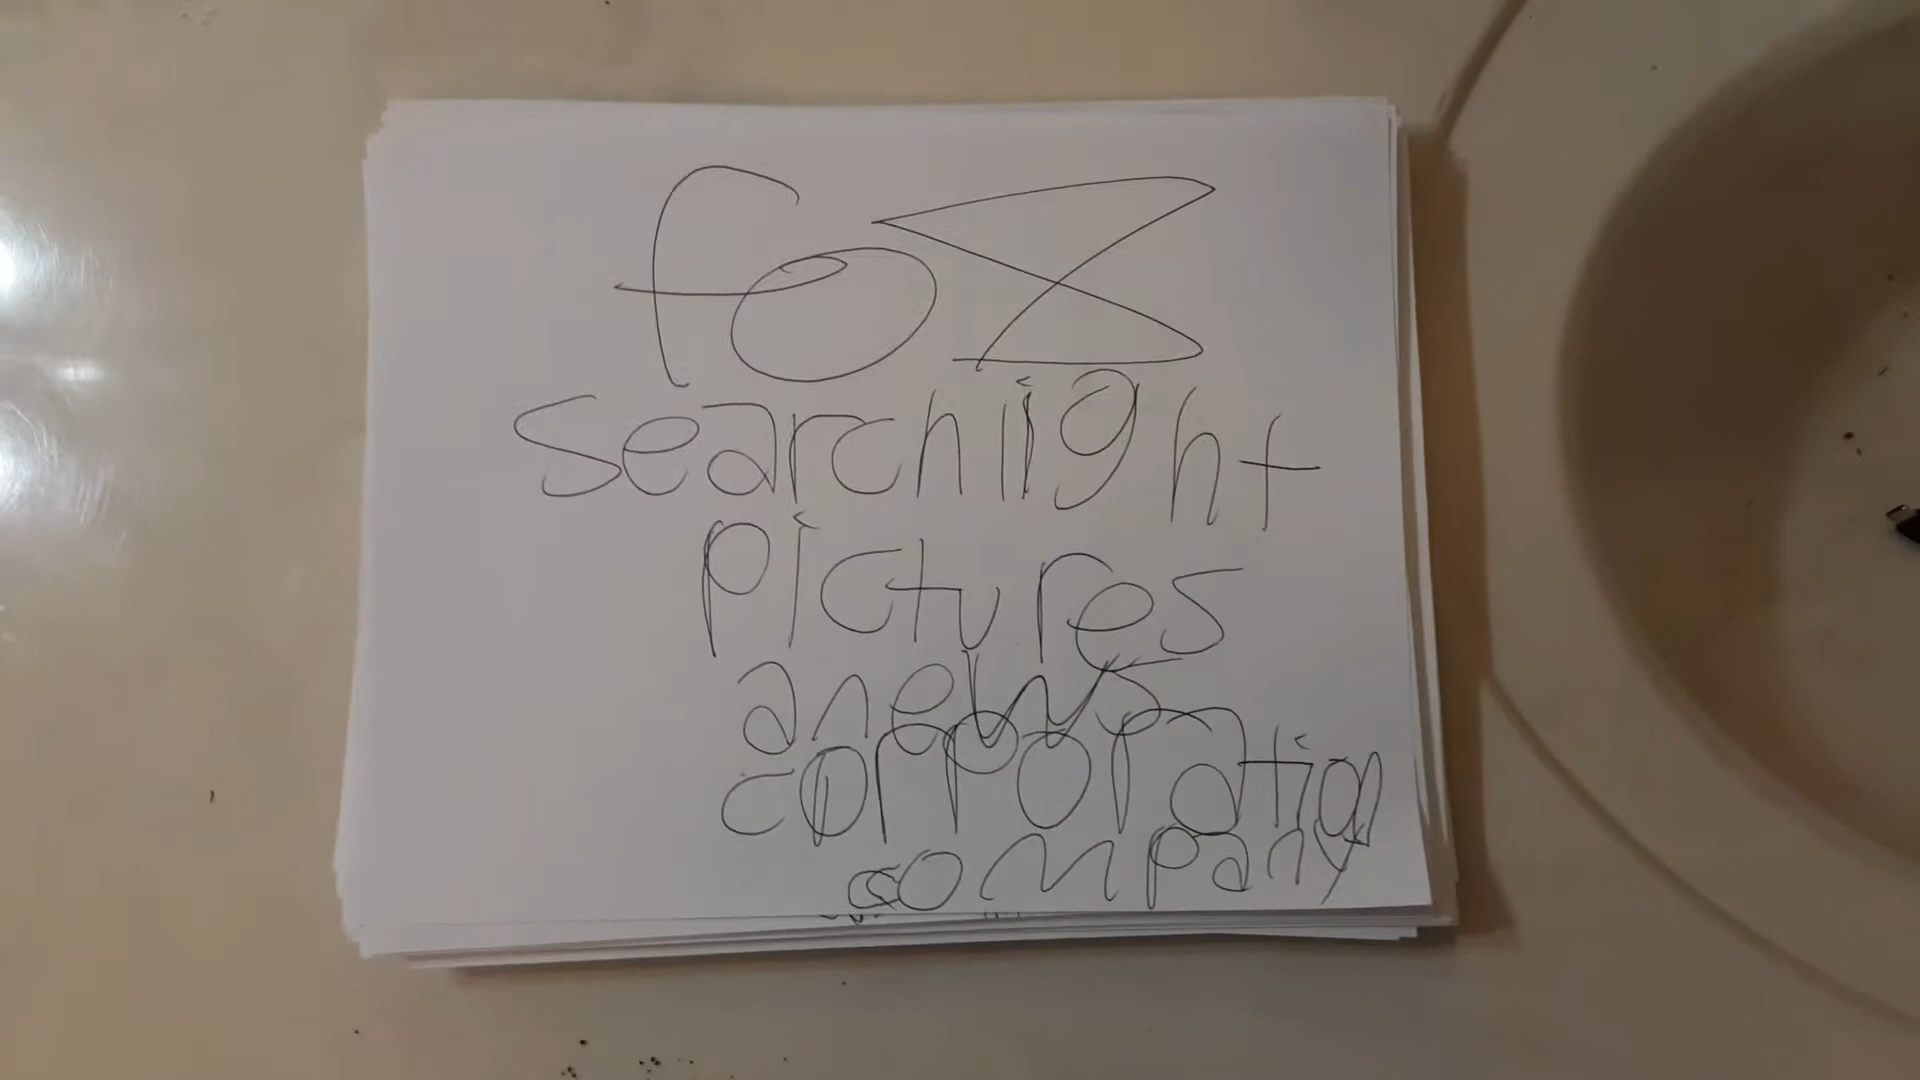 fox
searchlight
pictures
a news
corporation
company